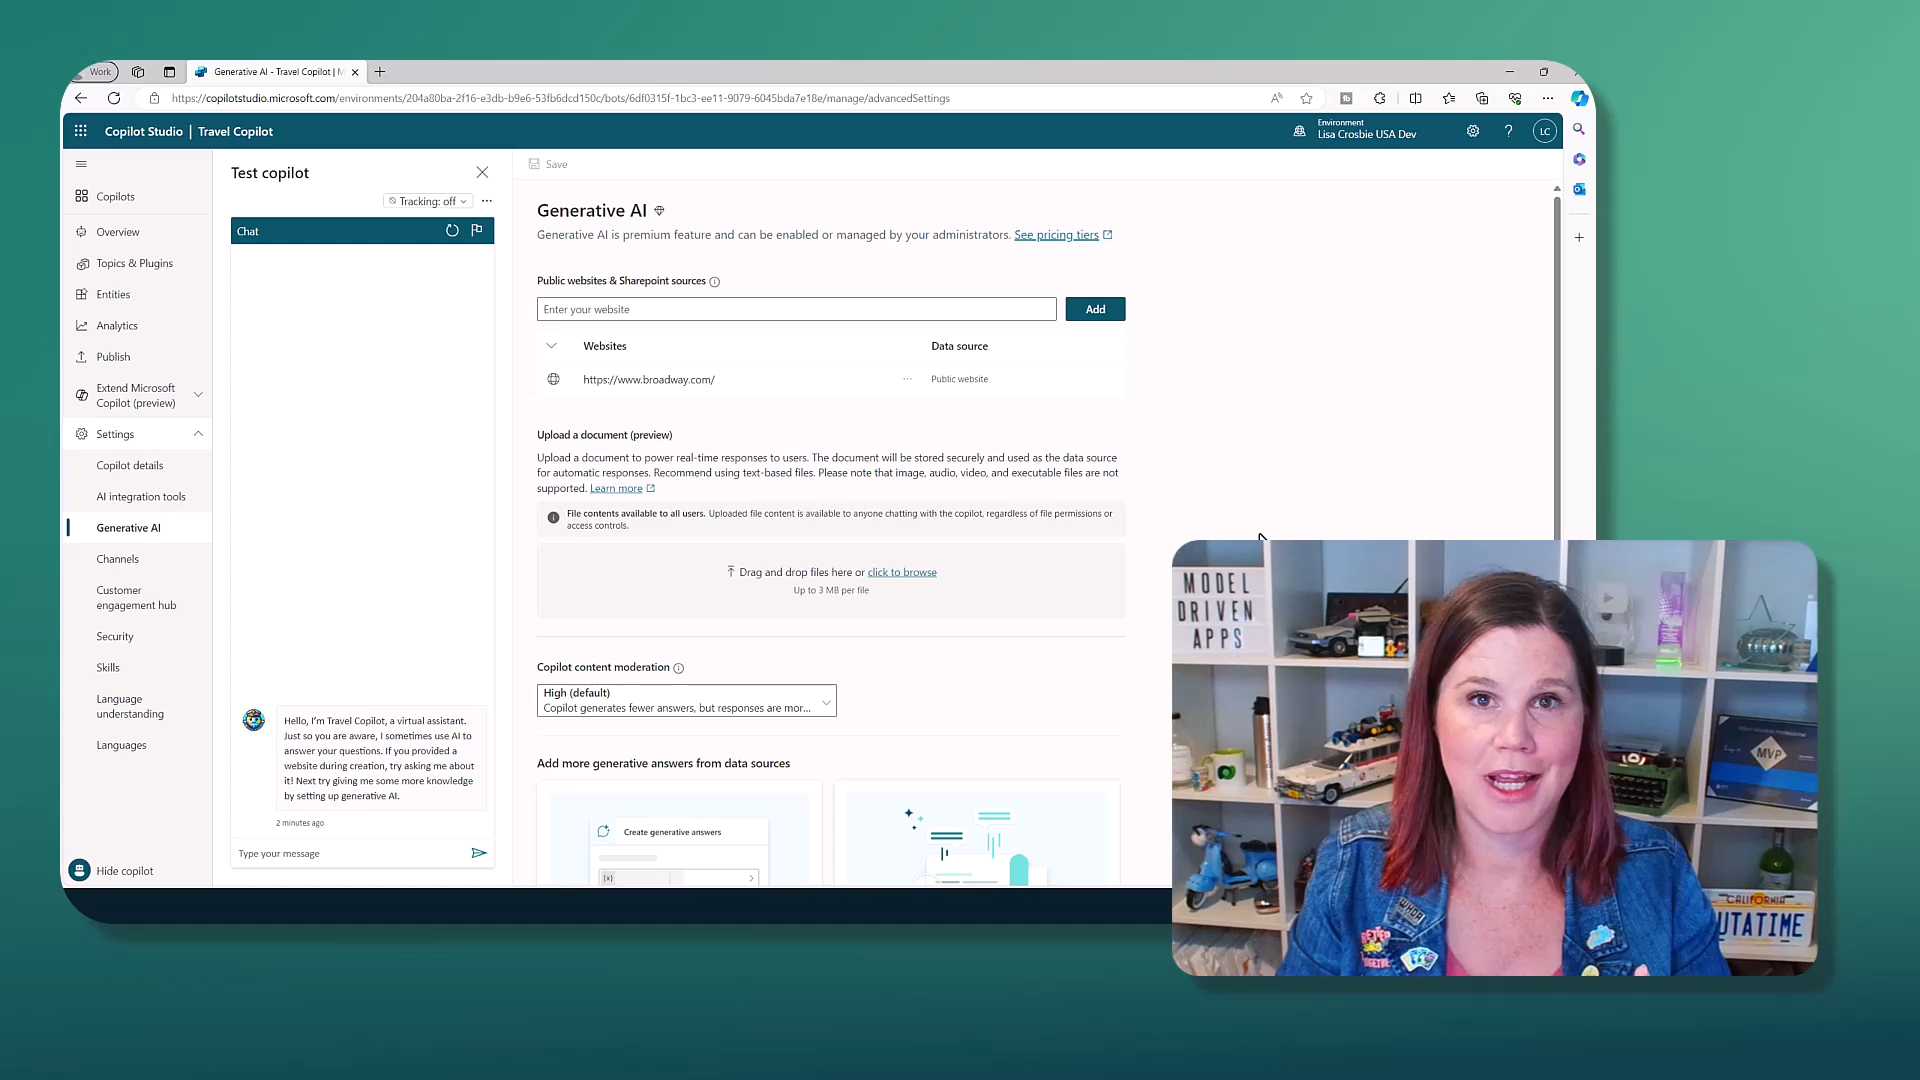 Work
Generative AI - Travel Copilot | M
https://copilotstudio.microsoft.com/environments/204a80ba-2f16-e3db-b9e6-53fb6dcd150c/bots/6df0315f-1bc3-ee11-9079-6045bda7e18e/manage/advancedSettings
Copilot Studio | Travel Copilot
Environment
Lisa Crosbie USA Dev
?
LC
Copilots
Overview
Topics & Plugins
Entities
Analytics
Publish
Extend Microsoft
Copilot (preview)
Settings
Copilot details
AI integration tools
Generative AI
Channels
Customer
engagement hub
Security
Skills
Language
understanding
Languages
Hide copilot
Test copilot
Tracking: off
Chat
Hello, I'm Travel Copilot, a virtual assistant.
Just so you are aware, I sometimes use AI to
answer your questions. If you provided a
website during creation, try asking me about
it! Next try giving me some more knowledge
by setting up generative AI.
2 minutes ago
Type your message
Save
Generative AI
Generative AI is premium feature and can be enabled or managed by your administrators. See pricing tiers
Public websites & Sharepoint sources
Enter your website
Add
Websites
Data source
https://www.broadway.com/
Public website
Upload a document (preview)
Upload a document to power real-time responses to users. The document will be stored securely and used as the data source
for automatic responses. Recommend using text-based files. Please note that image, audio, video, and executable files are not
supported. Learn more
File contents available to all users. Uploaded file content is available to anyone chatting with the copilot, regardless of file permissions or
access controls.
Drag and drop files here or click to browse
Up to 3 MB per file
Copilot content moderation
High (default)
Copilot generates fewer answers, but responses are mor...
Add more generative answers from data sources
Create generative answers
{x}
MODEL
DRIVEN
APPS
MVP
CALIFORNIA
UTATIME
BETTER
TOGETHER